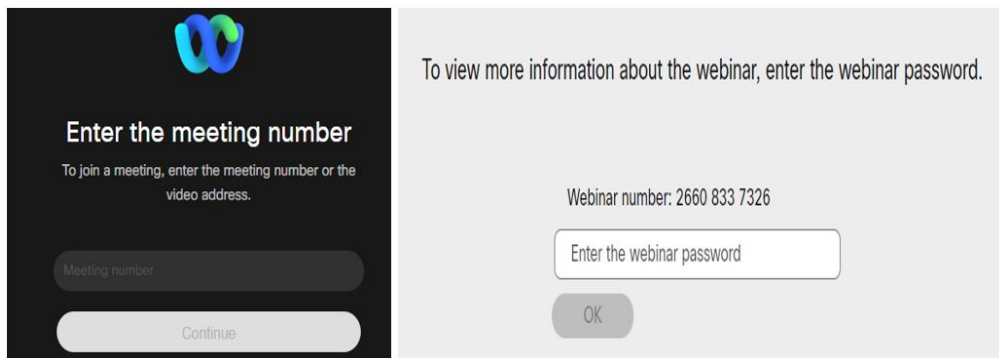 Enter the meeting number
To join a meeting, enter the meeting number or the
video address.
Meeting number
Continue
To view more information about the webinar, enter the webinar password.
Webinar number: 2660 833 7326
Enter the webinar password
OK